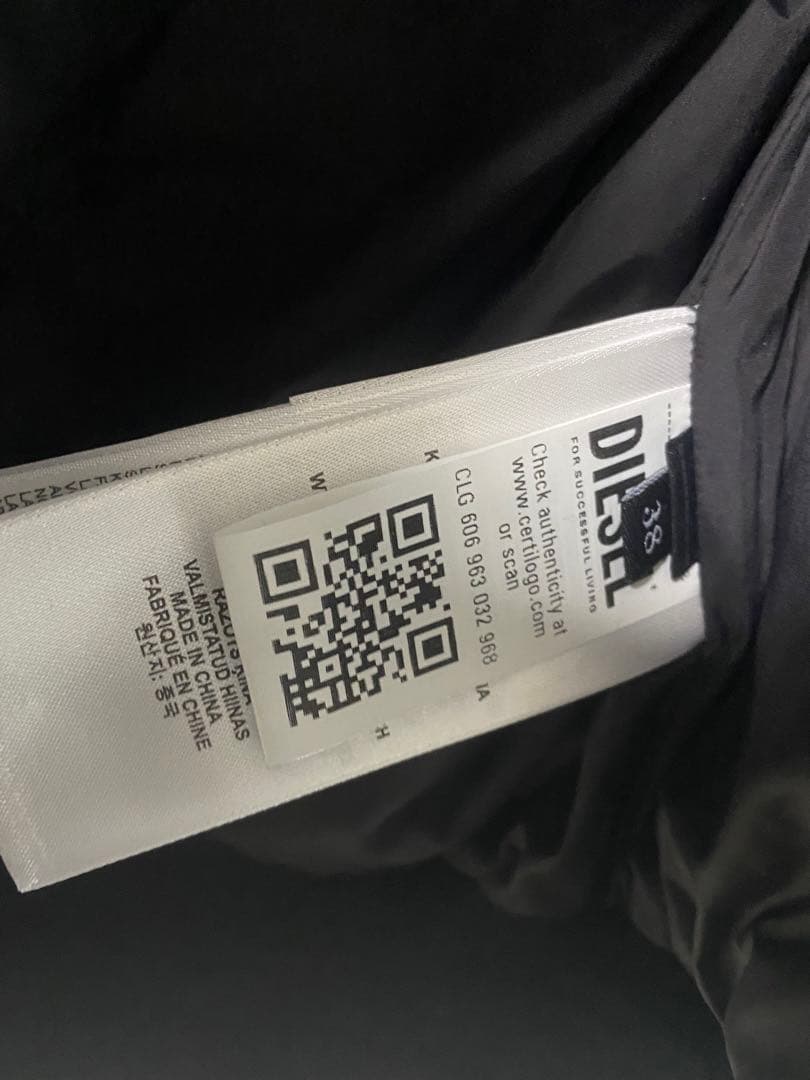 DIESEL
FOR SUCCESSFUL LIVING
38
Check authenticity at
www.certilogo.com
or scan
CLG 606 963 032 968
VALMISTATUD HIINAS
MADE IN CHINA
FABRIQUÉ EN CHINE
원산지: 중국